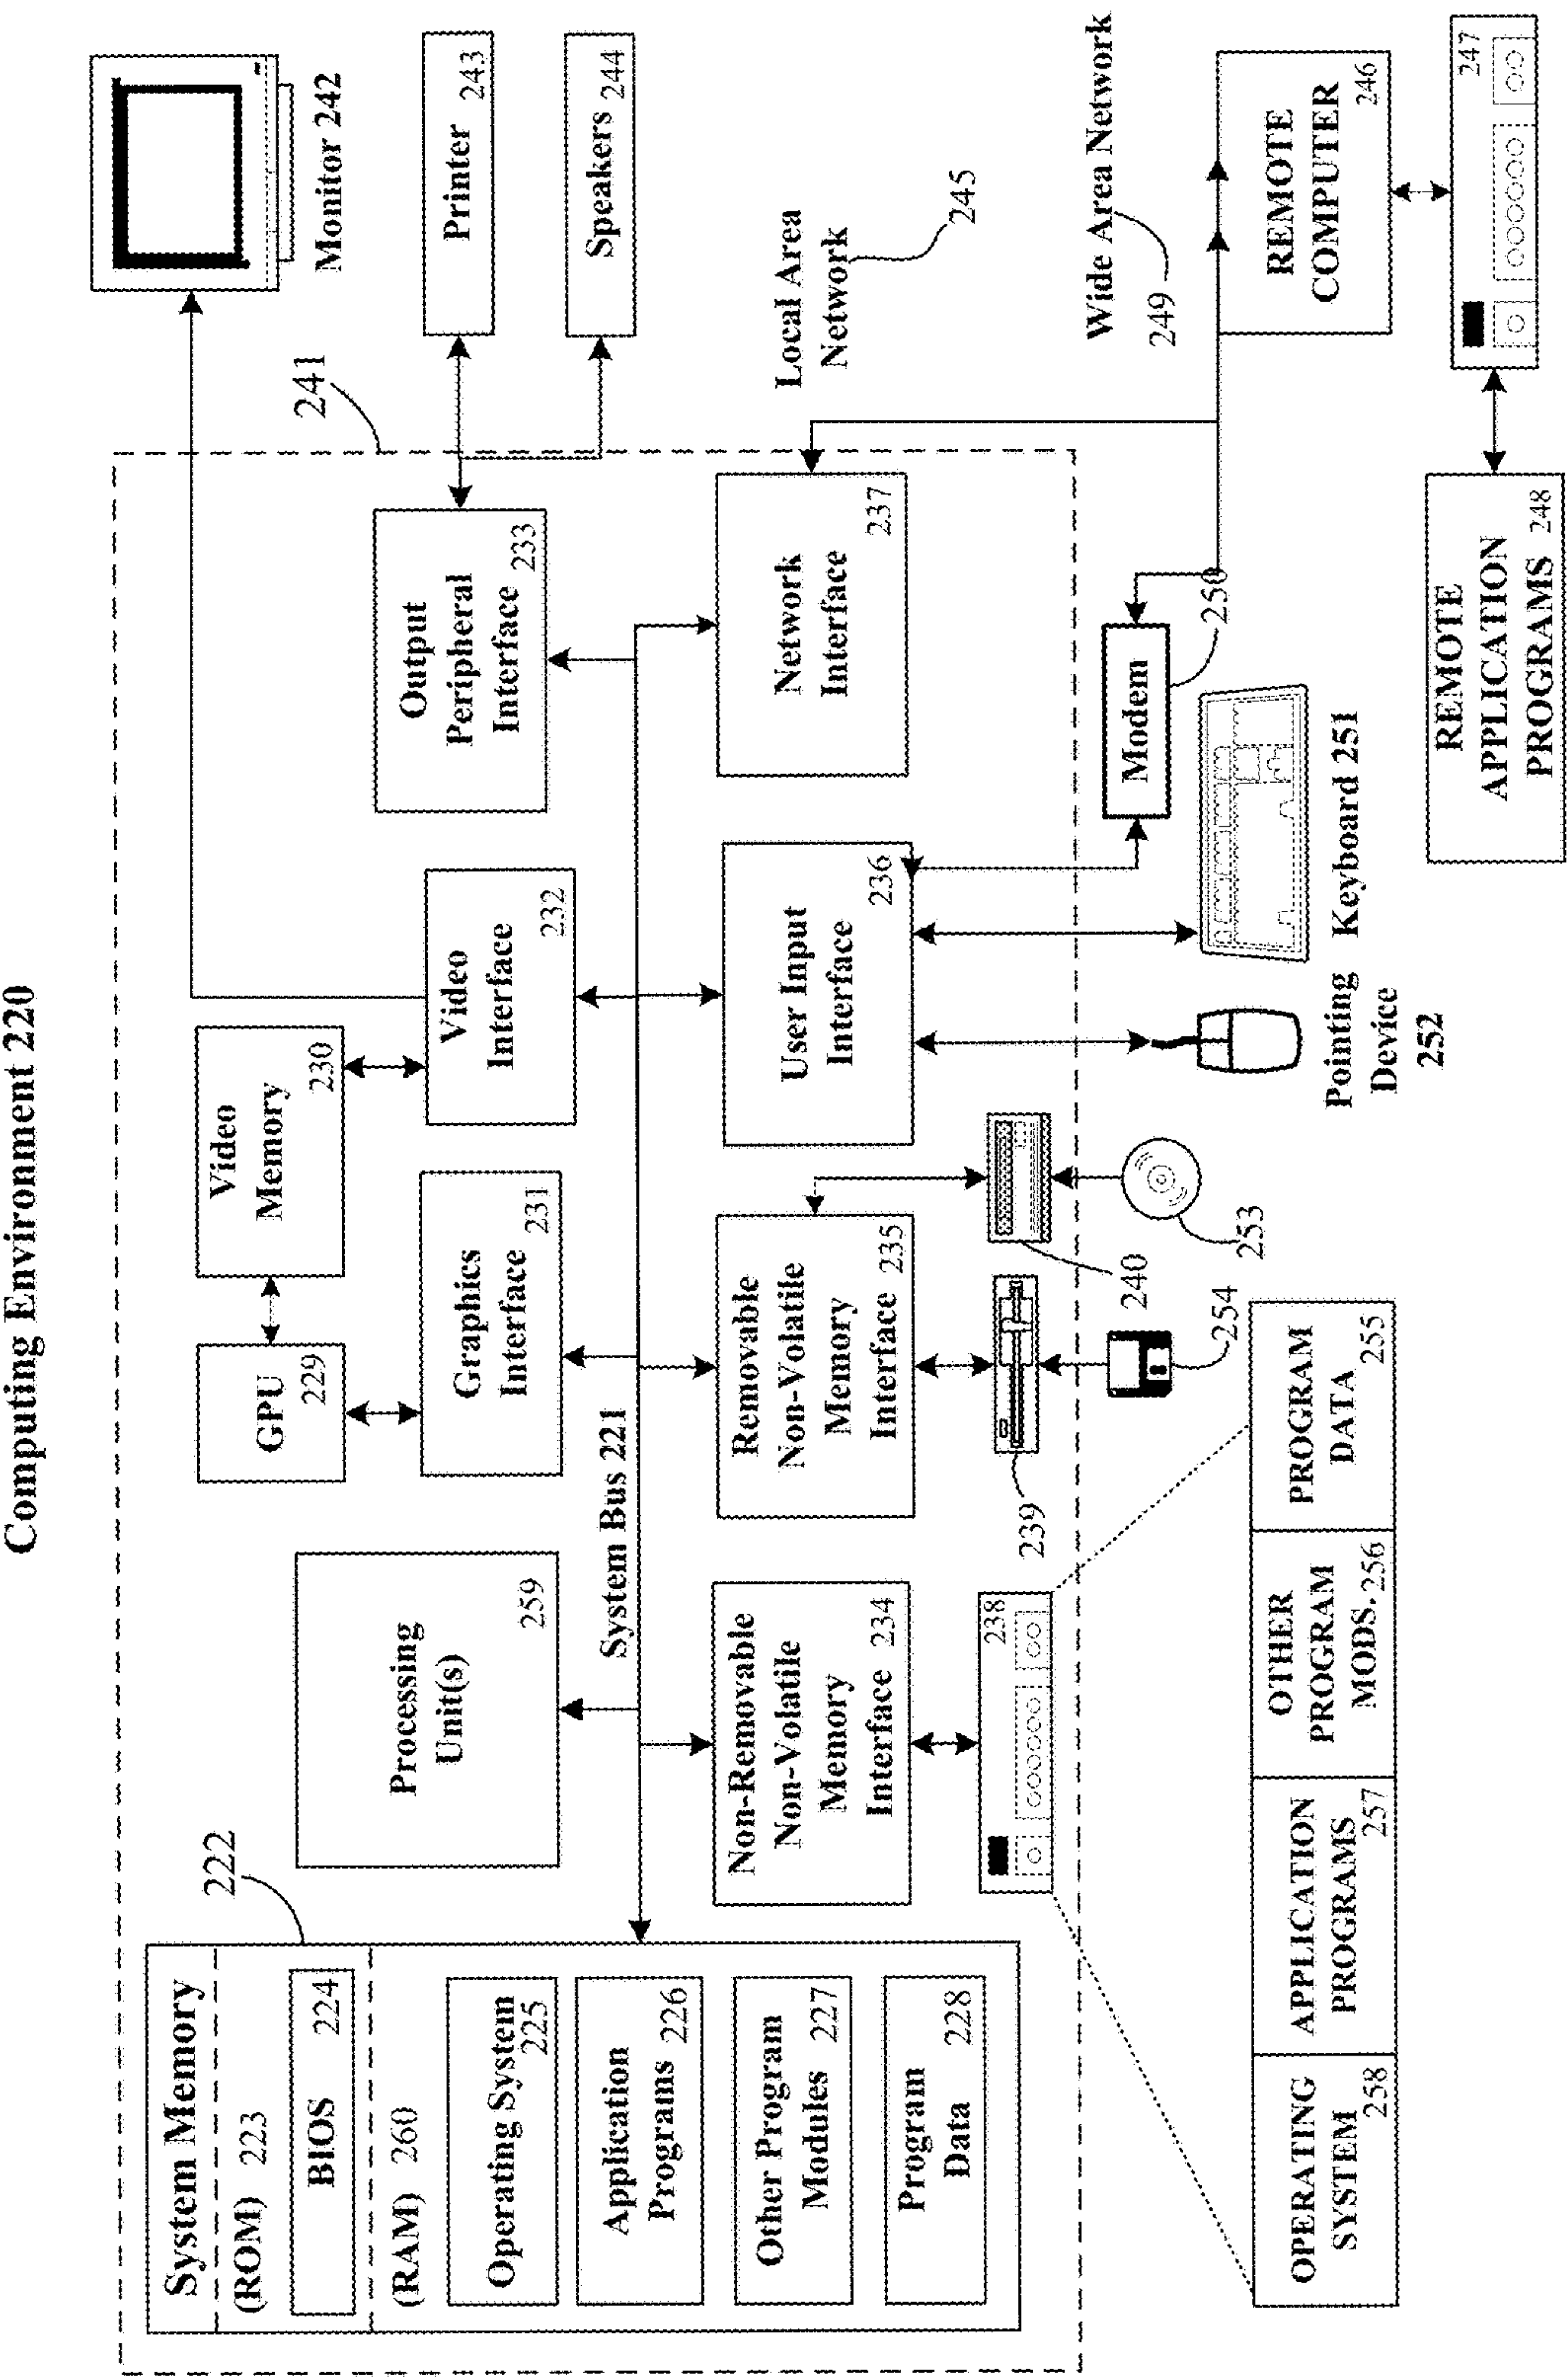 Computing Environment 220
222
System Memory
(ROM) 223
BIOS 224
(RAM) 260
Operating System
225
Application
Programs 226
Other Program
Modules 227
Program
Data 228
Processing
Unit(s)
259
System Bus 221
GPU
229
Video
Memory
230
Graphics
Interface
231
Video
Interface
232
Output
Peripheral
Interface
233
241
Monitor 242
Printer
243
Speakers
244
Non-Removable
Non-Volatile
Memory
Interface 234
Removable
Non-Volatile
Memory
Interface 235
User Input
Interface
236
Network
Interface
237
Local Area
Network
245
238
239
240
254
253
Modem
250
Wide Area Network
249
Pointing
Device
252
Keyboard 251
REMOTE
COMPUTER
246
247
REMOTE
APPLICATION
PROGRAMS 248
OPERATING
SYSTEM
258
APPLICATION
PROGRAMS
257
OTHER
PROGRAM
MODS. 256
PROGRAM
DATA
255